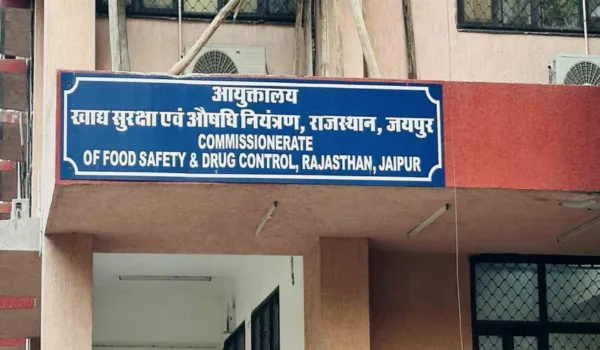 आयुक्तालय
खाद्य सुरक्षा एवं औषधि नियंत्रण, राजस्थान, जयपुर
COMMISSIONERATE
OF FOOD SAFETY & DRUG CONTROL, RAJASTHAN, JAIPUR